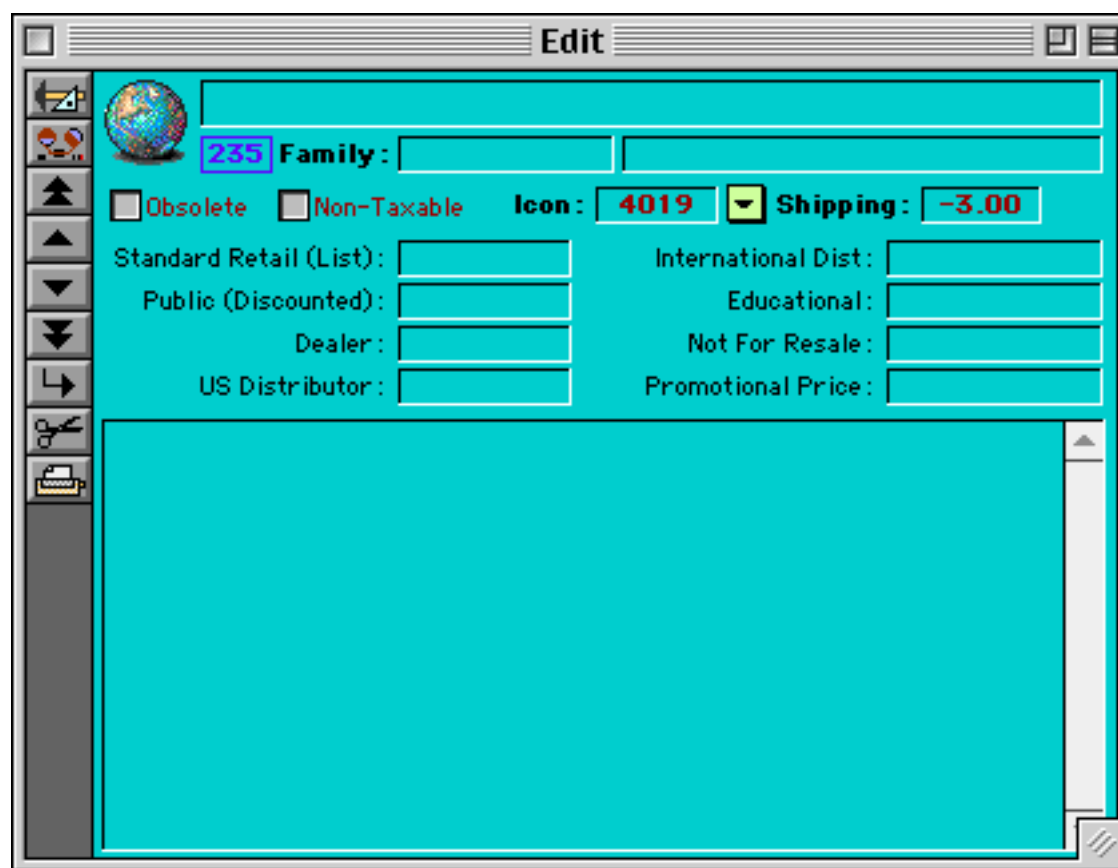 Edit
235 Family:
Obsolete Non-Taxable Icon: 4019 Shipping: -3.00
Standard Retail (List): International Dist:
Public (Discounted): Educational:
Dealer: Not For Resale:
US Distributor: Promotional Price: